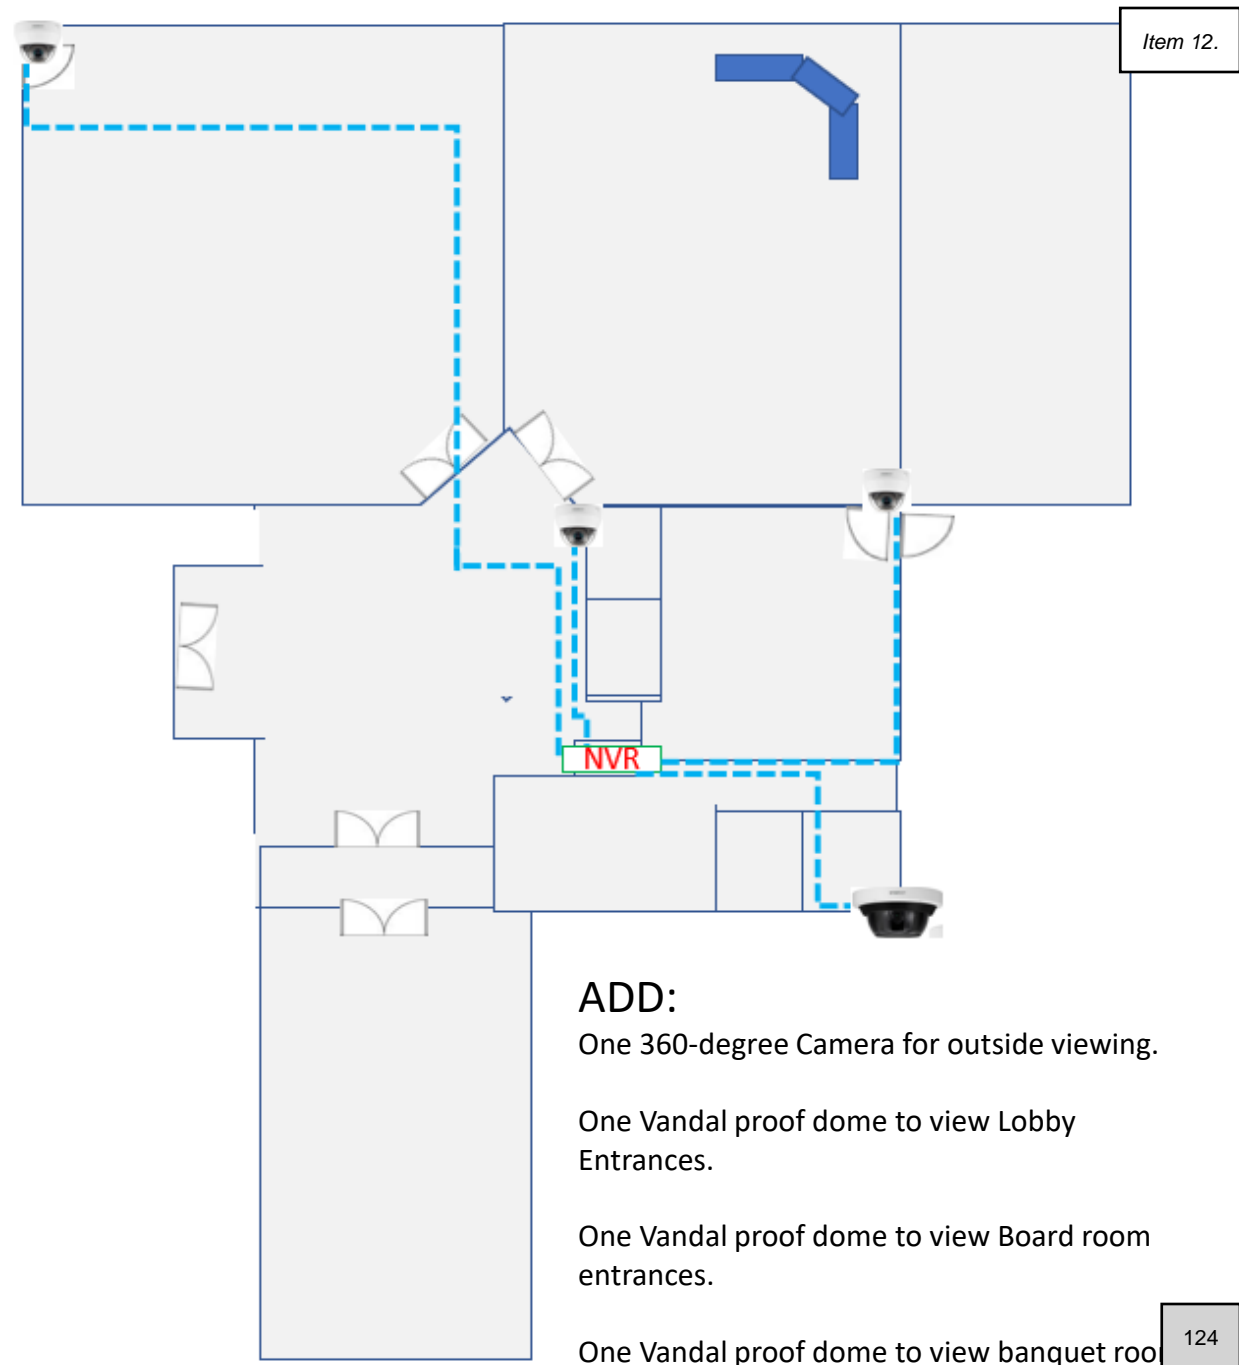 Item 12.
NVR
ADD:
One 360-degree Camera for outside viewing.
One Vandal proof dome to view Lobby
Entrances.
One Vandal proof dome to view Board room
entrances.
One Vandal proof dome to view banquet
124